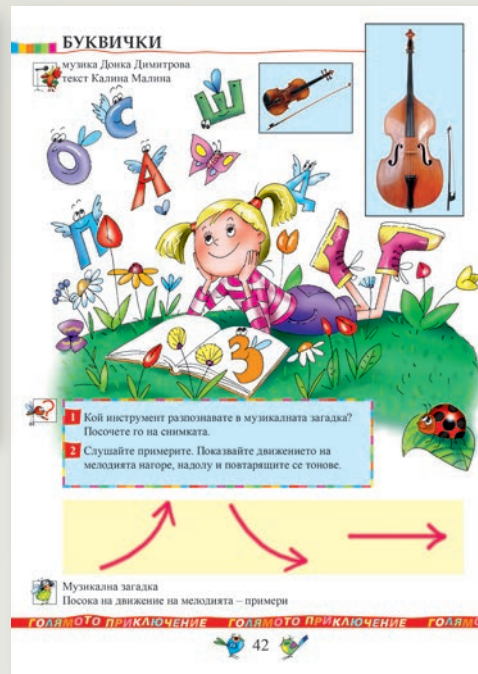 БУКВИЧКИ
музика Донка Димитрова
текст Калина Малина
О С Ш
А
П Д
З
1 Кой инструмент разпознавате в музикалната загадка?
Посочете го на снимката.
2 Слушайте примерите. Показвайте движението на
мелодията нагоре, надолу и повтарящите се тонове.
Музикална загадка
Посока на движение на мелодията – примери
ГОЛЯМОТО ПРИКЛЮЧЕНИЕ ГОЛЯМОТО ПРИКЛЮЧЕНИЕ ГОЛЯМО
42